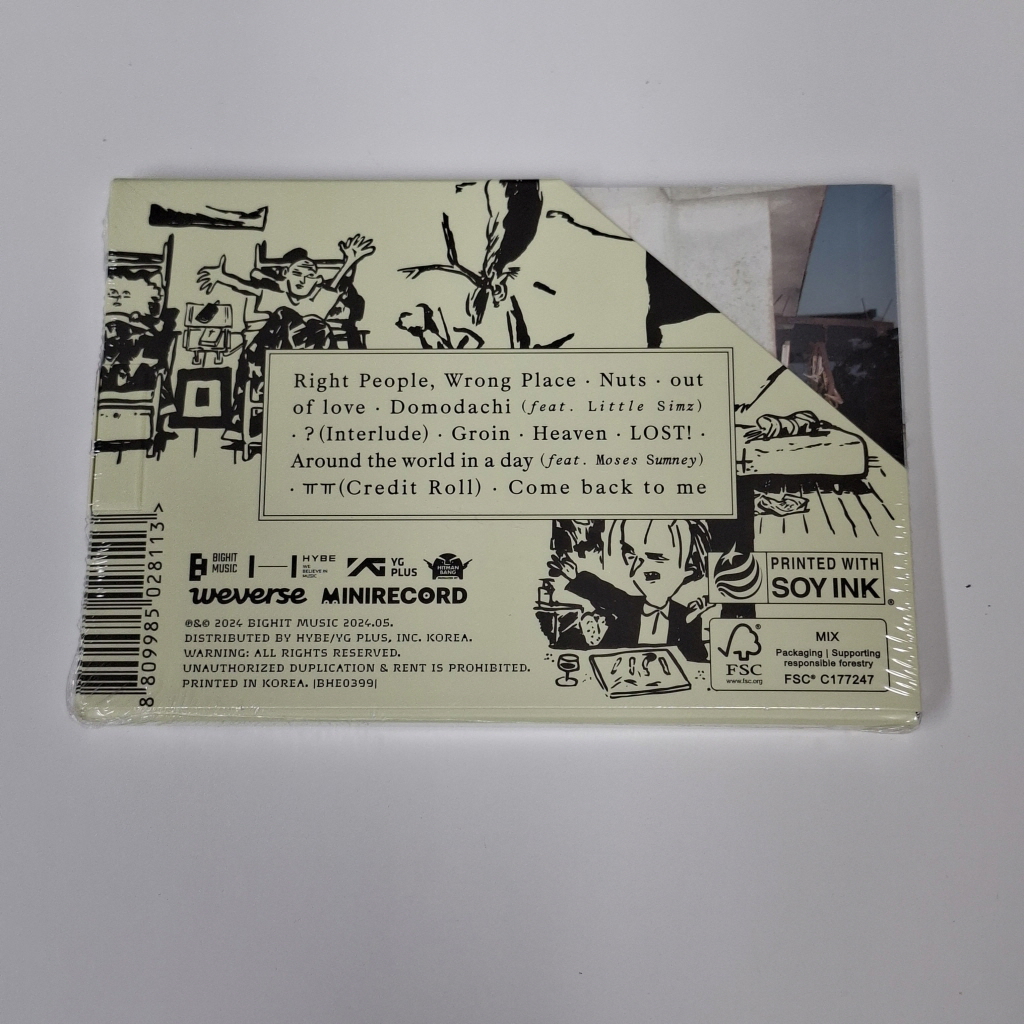 Right People, Wrong Place · Nuts · out
of love · Domodachi (feat. Little Simz)
· ? (Interlude) · Groin · Heaven · LOST! ·
Around the world in a day (feat. Moses Sumney)
· ㅠㅠ (Credit Roll) · Come back to me
8 809985 028113 >
BIGHIT
MUSIC
HYBE
WE
BELIEVE IN
MUSIC
YG
PLUS
HITMAN
BANG
weverse MINIRECORD
℗&© 2024 BIGHIT MUSIC 2024.05.
DISTRIBUTED BY HYBE/YG PLUS, INC. KOREA.
WARNING: ALL RIGHTS RESERVED.
UNAUTHORIZED DUPLICATION & RENT IS PROHIBITED.
PRINTED IN KOREA. |BHE0399|
PRINTED WITH
SOY INK®
FSC®
www.fsc.org
MIX
Packaging | Supporting
responsible forestry
FSC® C177247